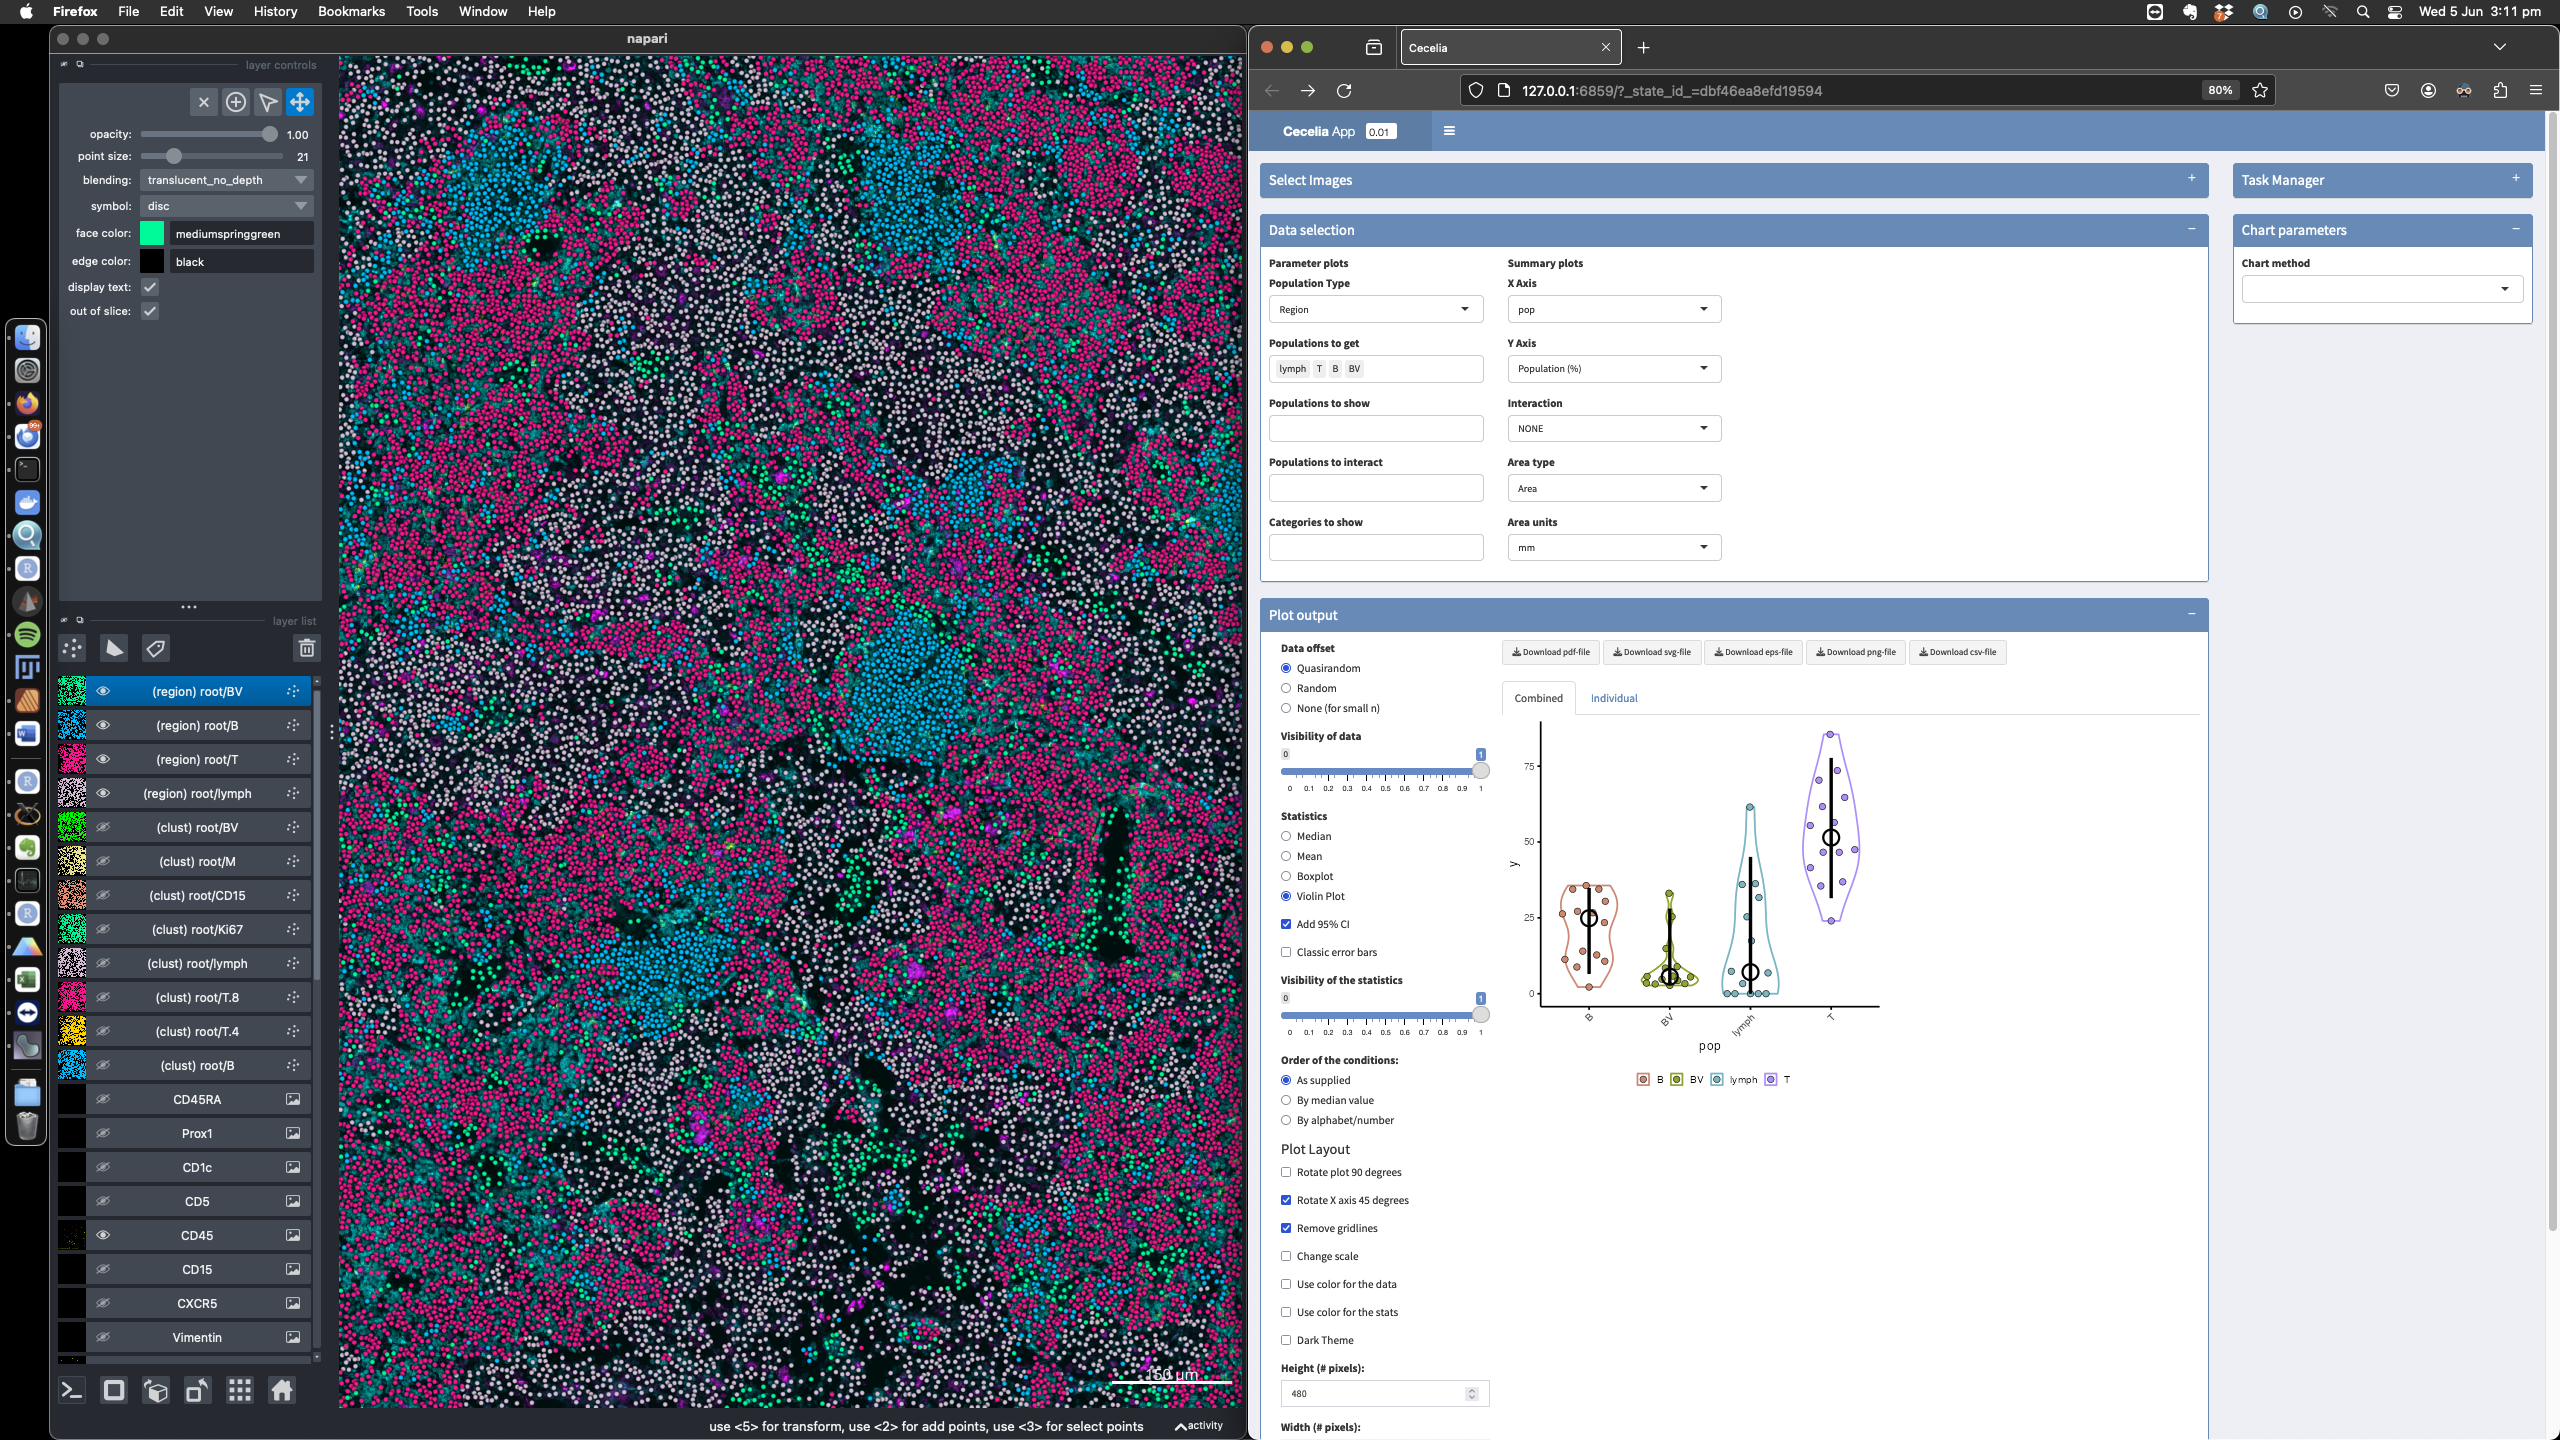 Firefox File Edit View History Bookmarks Tools Window Help
Wed 5 Jun 3:11 pm
napari
layer controls
opacity: 1.00
point size: 21
blending: translucent_no_depth
symbol: disc
face color: mediumspringgreen
edge color: black
display text:
out of slice:
layer list
(region) root/BV
(region) root/B
(region) root/T
(region) root/lymph
(clust) root/BV
(clust) root/M
(clust) root/CD15
(clust) root/Ki67
(clust) root/lymph
(clust) root/T.8
(clust) root/T.4
(clust) root/B
CD45RA
Prox1
CD1c
CD5
CD45
CD15
CXCR5
Vimentin
150 µm
use <5> for transform, use <2> for add points, use <3> for select points
activity
Cecelia
127.0.0.1:6859/?_state_id_=dbf46ea8efd19594
80%
Cecelia App 0.01
Select Images
Task Manager
Data selection
Parameter plots
Population Type
Region
Populations to get
lymph T B BV
Populations to show
Populations to interact
Categories to show
Summary plots
X Axis
pop
Y Axis
Population (%)
Interaction
NONE
Area type
Area
Area units
mm
Chart parameters
Chart method
Plot output
Data offset
Quasirandom
Random
None (for small n)
Visibility of data
0 1
0 0.1 0.2 0.3 0.4 0.5 0.6 0.7 0.8 0.9 1
Statistics
Median
Mean
Boxplot
Violin Plot
Add 95% CI
Classic error bars
Visibility of the statistics
0 1
0 0.1 0.2 0.3 0.4 0.5 0.6 0.7 0.8 0.9 1
Order of the conditions:
As supplied
By median value
By alphabet/number
Plot Layout
Rotate plot 90 degrees
Rotate X axis 45 degrees
Remove gridlines
Change scale
Use color for the data
Use color for the stats
Dark Theme
Height (# pixels):
480
Width (# pixels):
Download pdf-file Download svg-file Download eps-file Download png-file Download csv-file
Combined Individual
75
50
25
0
y
B BV lymph T
pop
B BV lymph T